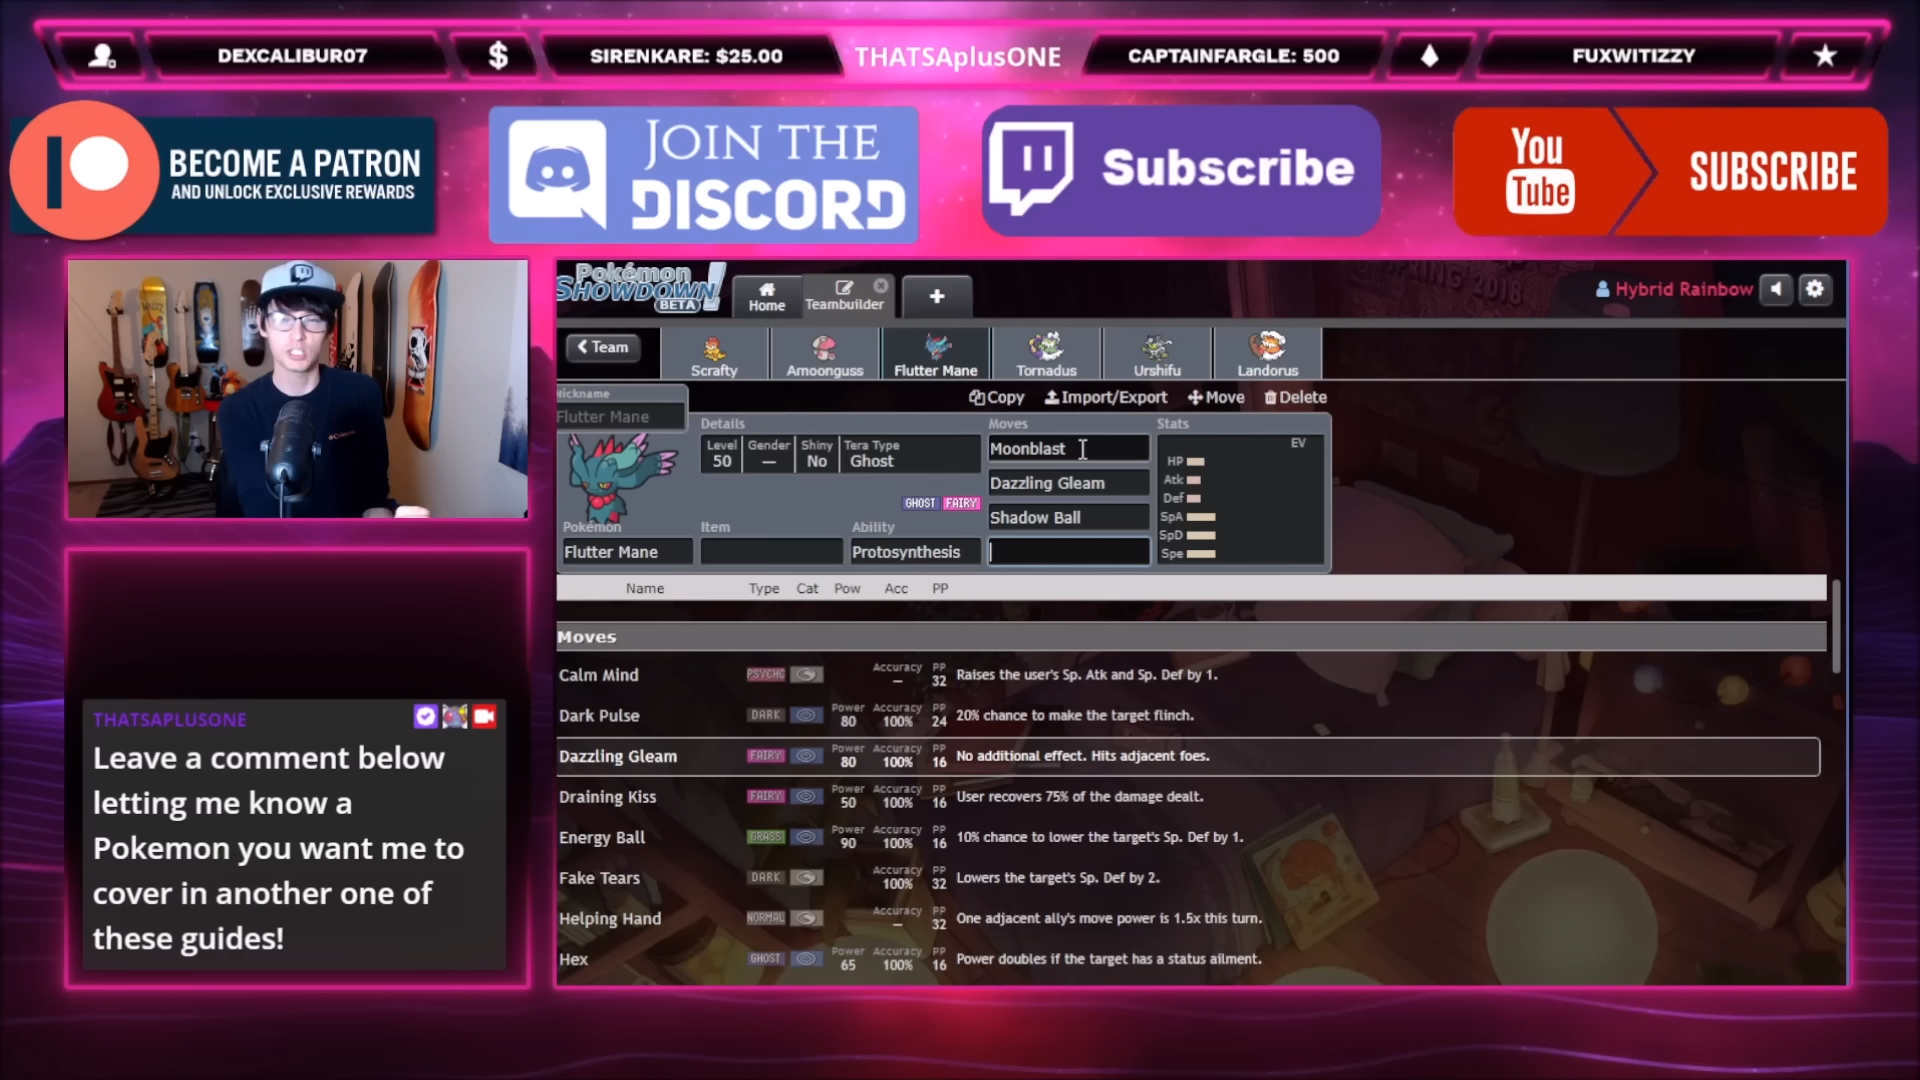 DEXCALIBUR07
$
SIRENKARE: $25.00
THATSAplusONE
CAPTAINFARGLE: 500
FUXWITIZZY
BECOME A PATRON
AND UNLOCK EXCLUSIVE REWARDS
JOIN THE
DISCORD
Subscribe
You
Tube
SUBSCRIBE
Pokémon
SHOWDOWN!
BETA
Home
Teambuilder
+
Hybrid Rainbow
Team
Scrafty
Amoonguss
Flutter Mane
Tornadus
Urshifu
Landorus
Copy
Import/Export
Move
Delete
Nickname
Flutter Mane
Details
Level
50
Gender
—
Shiny
No
Tera Type
Ghost
GHOST FAIRY
Pokémon
Flutter Mane
Item
Ability
Protosynthesis
Moves
Moonblast
Dazzling Gleam
Shadow Ball
Stats
EV
HP
Atk
Def
SpA
SpD
Spe
Name Type Cat Pow Acc PP
Moves
Calm Mind PSYCHC Accuracy — PP 32 Raises the user's Sp. Atk and Sp. Def by 1.
Dark Pulse DARK Power 80 Accuracy 100% PP 24 20% chance to make the target flinch.
Dazzling Gleam FAIRY Power 80 Accuracy 100% PP 16 No additional effect. Hits adjacent foes.
Draining Kiss FAIRY Power 50 Accuracy 100% PP 16 User recovers 75% of the damage dealt.
Energy Ball GRASS Power 90 Accuracy 100% PP 16 10% chance to lower the target's Sp. Def by 1.
Fake Tears DARK Accuracy 100% PP 32 Lowers the target's Sp. Def by 2.
Helping Hand NORMAL Accuracy — PP 32 One adjacent ally's move power is 1.5x this turn.
Hex GHOST Power 65 Accuracy 100% PP 16 Power doubles if the target has a status ailment.
THATSAPLUSONE
Leave a comment below
letting me know a
Pokemon you want me to
cover in another one of
these guides!